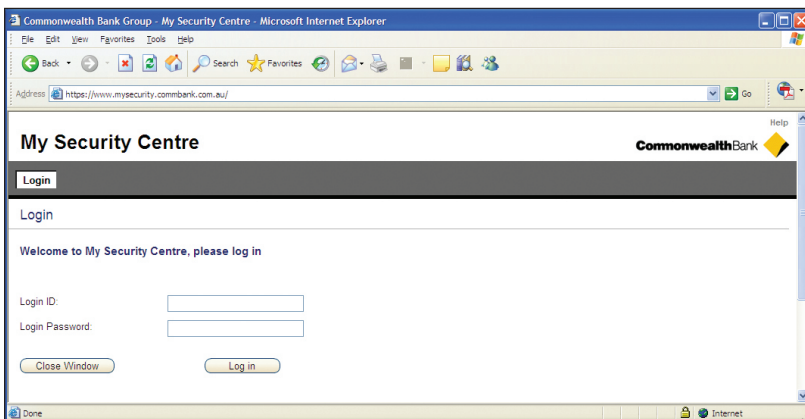 Commonwealth Bank Group - My Security Centre - Microsoft Internet Explorer
File Edit View Favorites Tools Help
Back Search Favorites
Address https://www.mysecurity.commbank.com.au/ Go
Help
My Security Centre CommonwealthBank
Login
Login
Welcome to My Security Centre, please log in
Login ID:
Login Password:
Close Window Log in
Done Internet